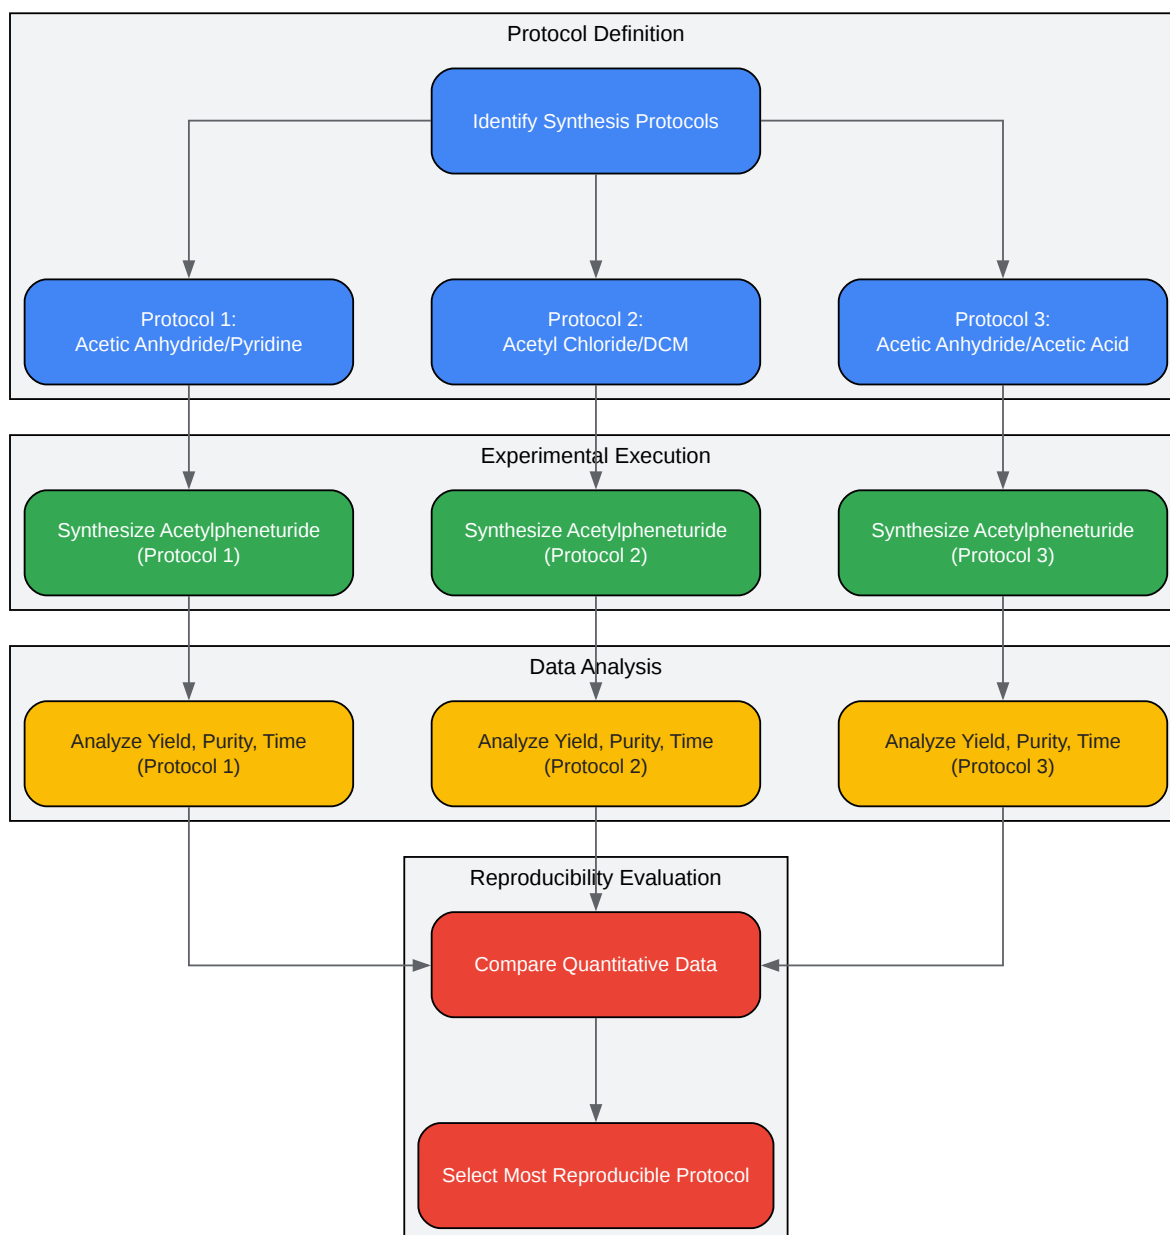 Protocol Definition
Identify Synthesis Protocols
Protocol 1:
Acetic Anhydride/Pyridine
Protocol 2:
Acetyl Chloride/DCM
Protocol 3:
Acetic Anhydride/Acetic Acid
Experimental Execution
Synthesize Acetylpheneturide
(Protocol 1)
Synthesize Acetylpheneturide
(Protocol 2)
Synthesize Acetylpheneturide
(Protocol 3)
Data Analysis
Analyze Yield, Purity, Time
(Protocol 1)
Analyze Yield, Purity, Time
(Protocol 2)
Analyze Yield, Purity, Time
(Protocol 3)
Reproducibility Evaluation
Compare Quantitative Data
Select Most Reproducible Protocol